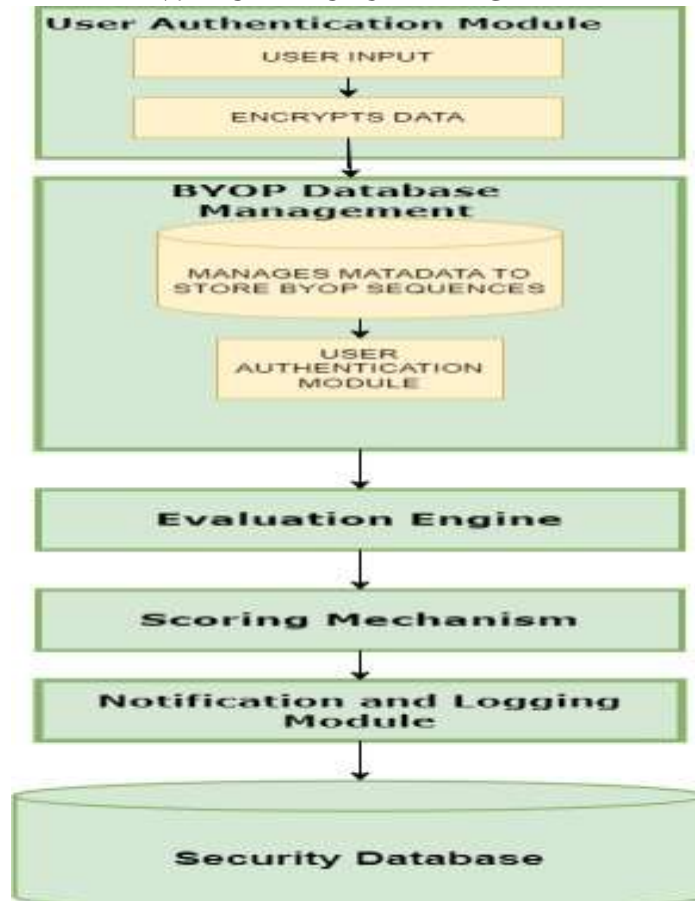 User Authentication Module
USER INPUT
ENCRYPTS DATA
BYOP Database
Management
MANAGES MATADATA TO
STORE BYOP SEQUENCES
USER
AUTHENTICATION
MODULE
Evaluation Engine
Scoring Mechanism
Notification and Logging
Module
Security Database